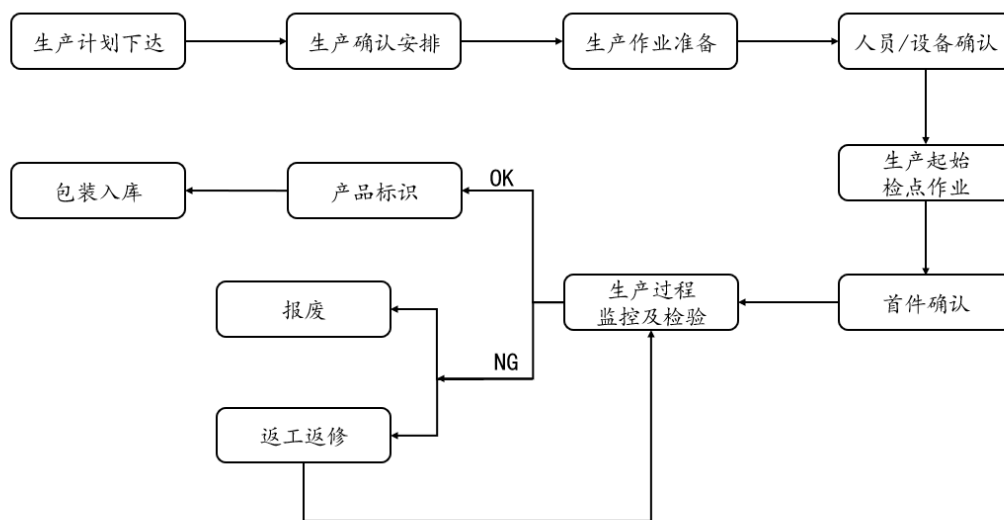 生产计划下达
生产确认安排
生产作业准备
人员/设备确认
生产起始
检点作业
包装入库
产品标识
OK
生产过程
监控及检验
首件确认
报废
NG
返工返修